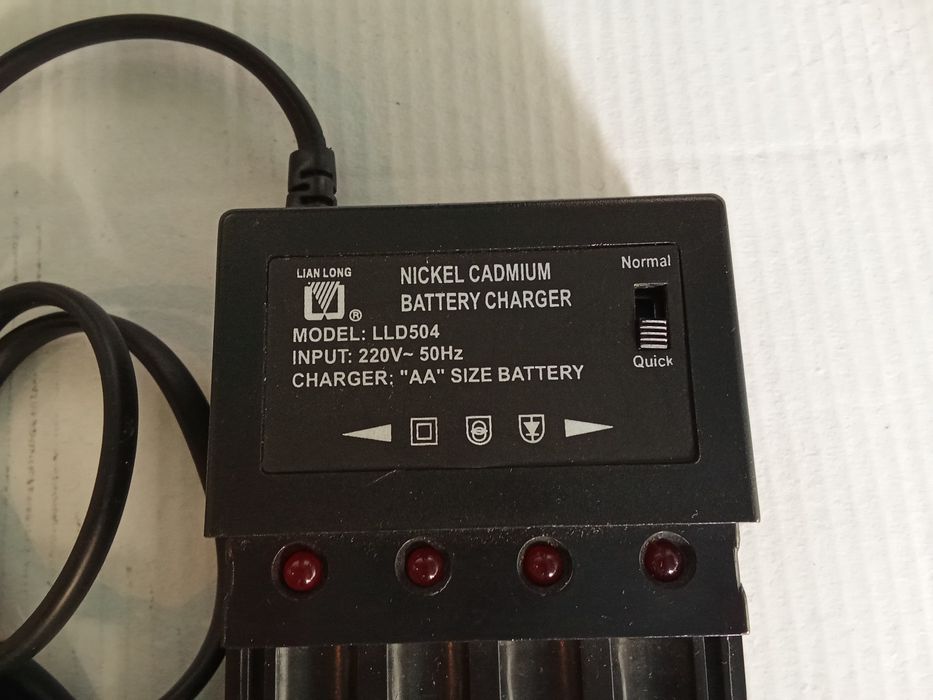 LIAN LONG
®
NICKEL CADMIUM
BATTERY CHARGER
MODEL: LLD504
INPUT: 220V~ 50Hz
CHARGER: "AA" SIZE BATTERY
Normal
Quick